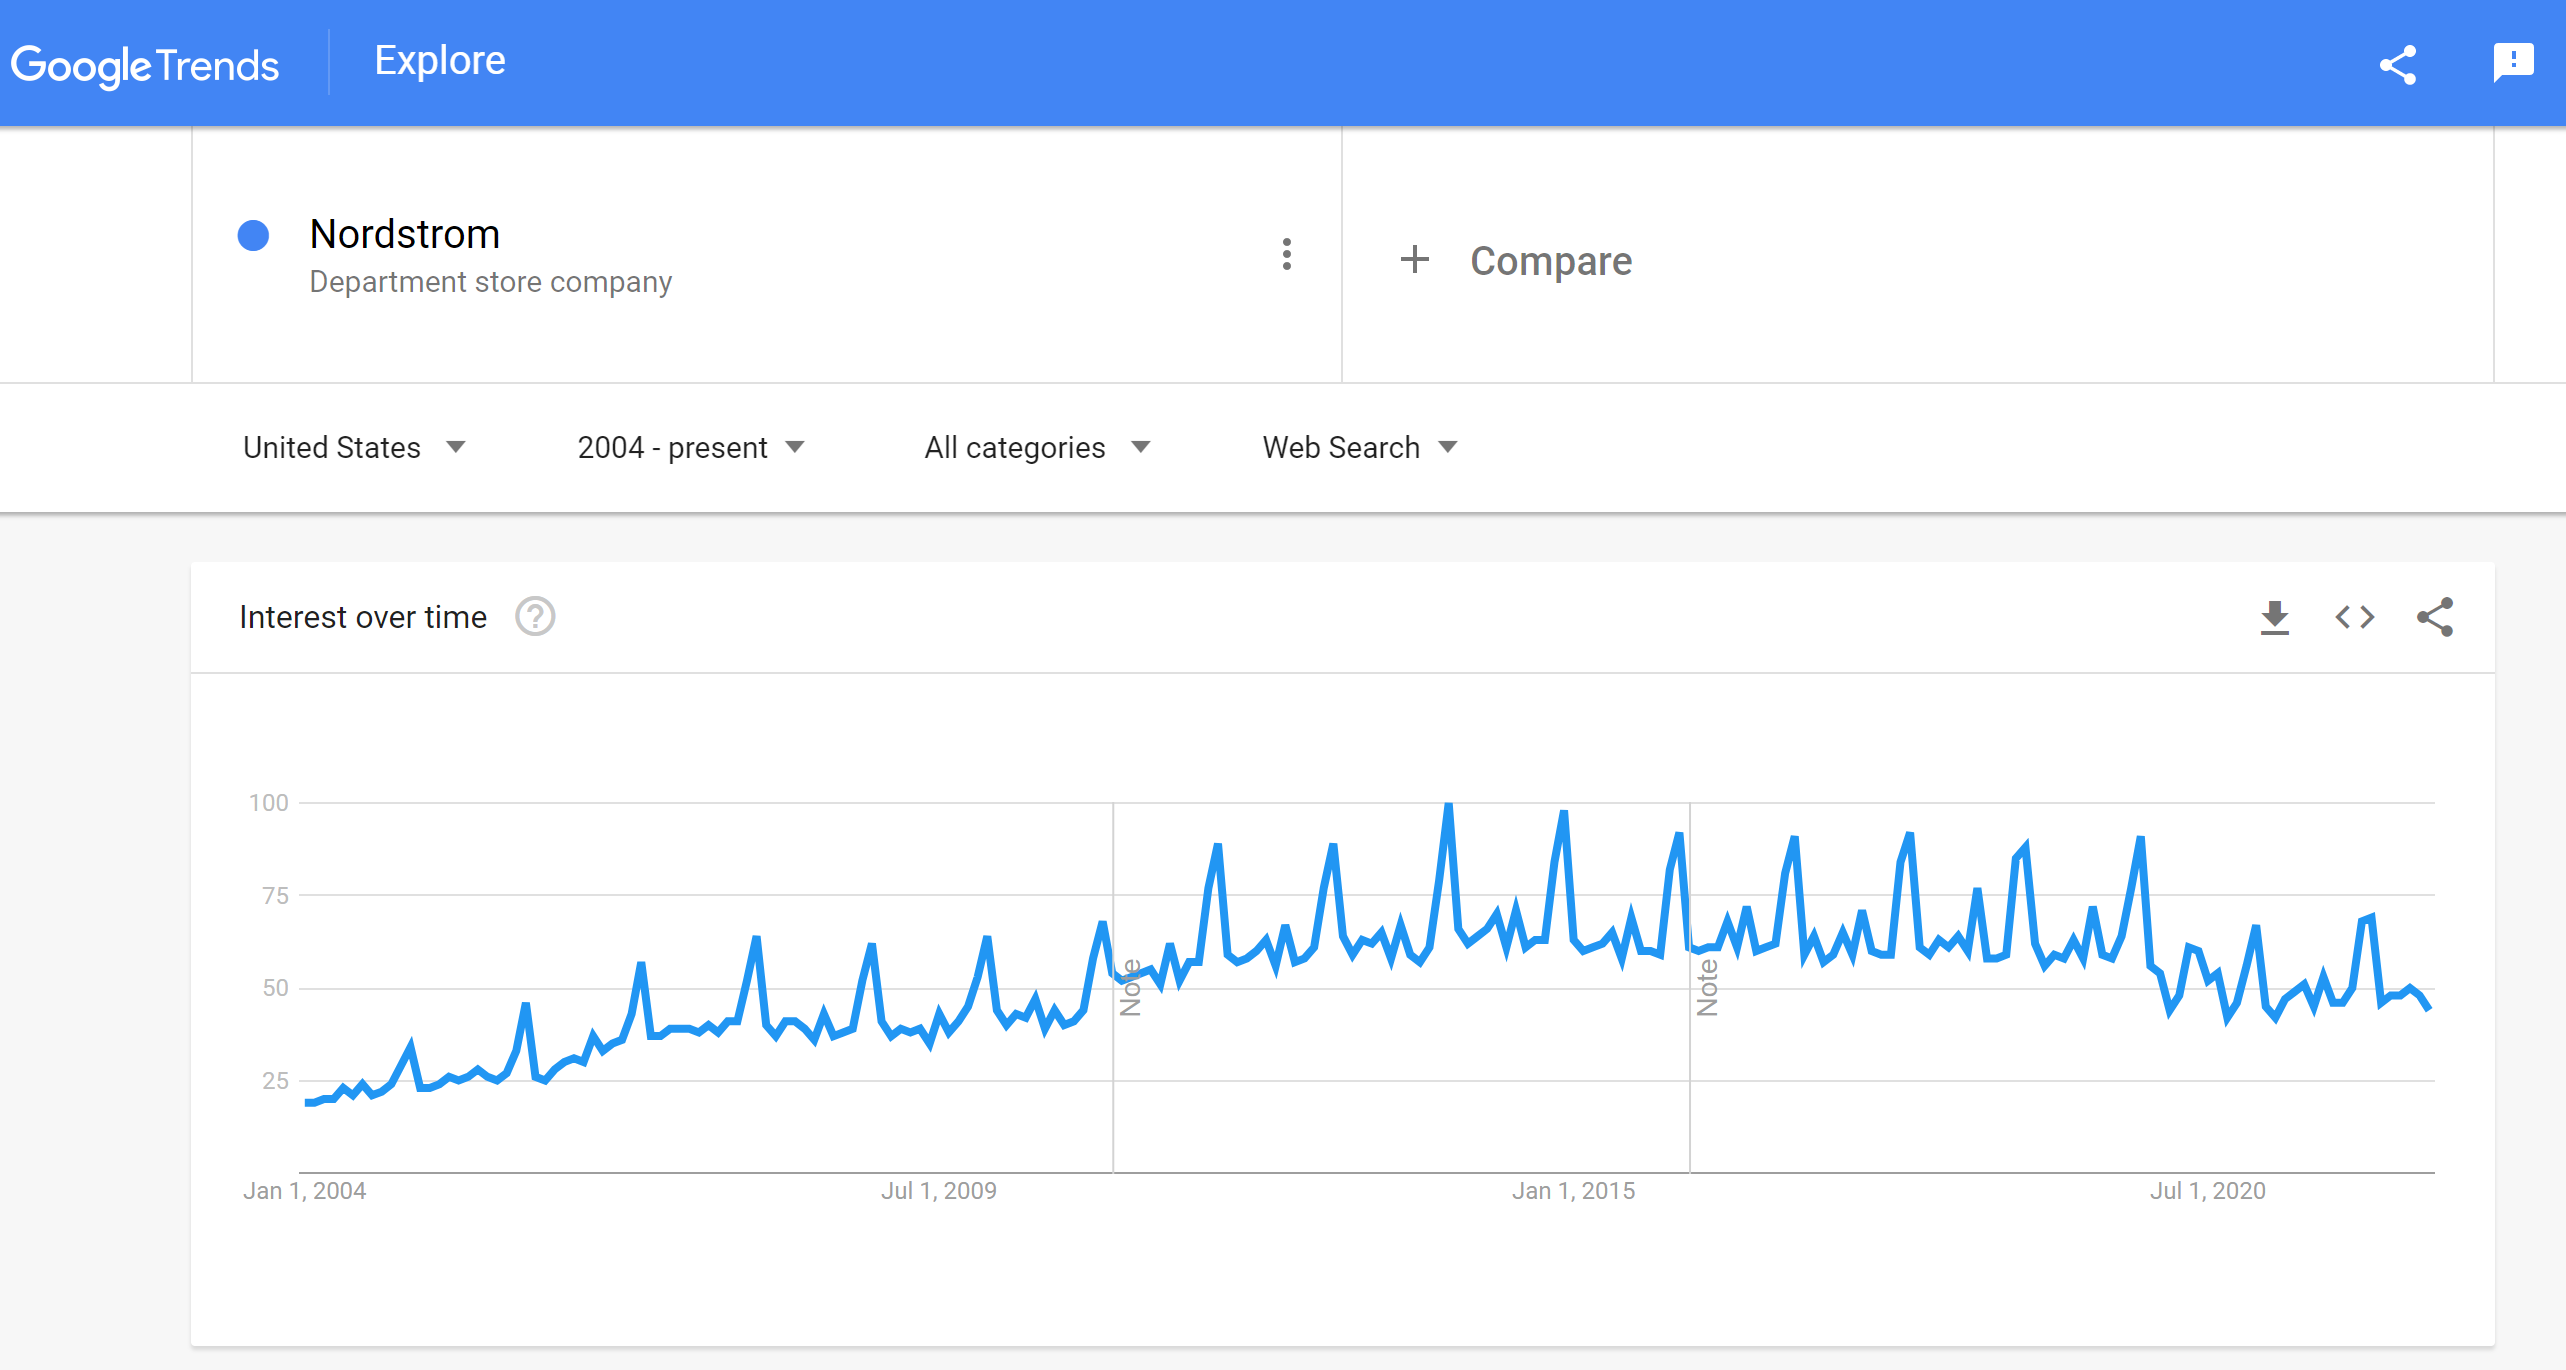 Google Trends
Explore
Nordstrom
Department store company
+ Compare
United States
2004 - present
All categories
Web Search
Interest over time ?
100
75
50
25
Note
Note
Jan 1, 2004
Jul 1, 2009
Jan 1, 2015
Jul 1, 2020